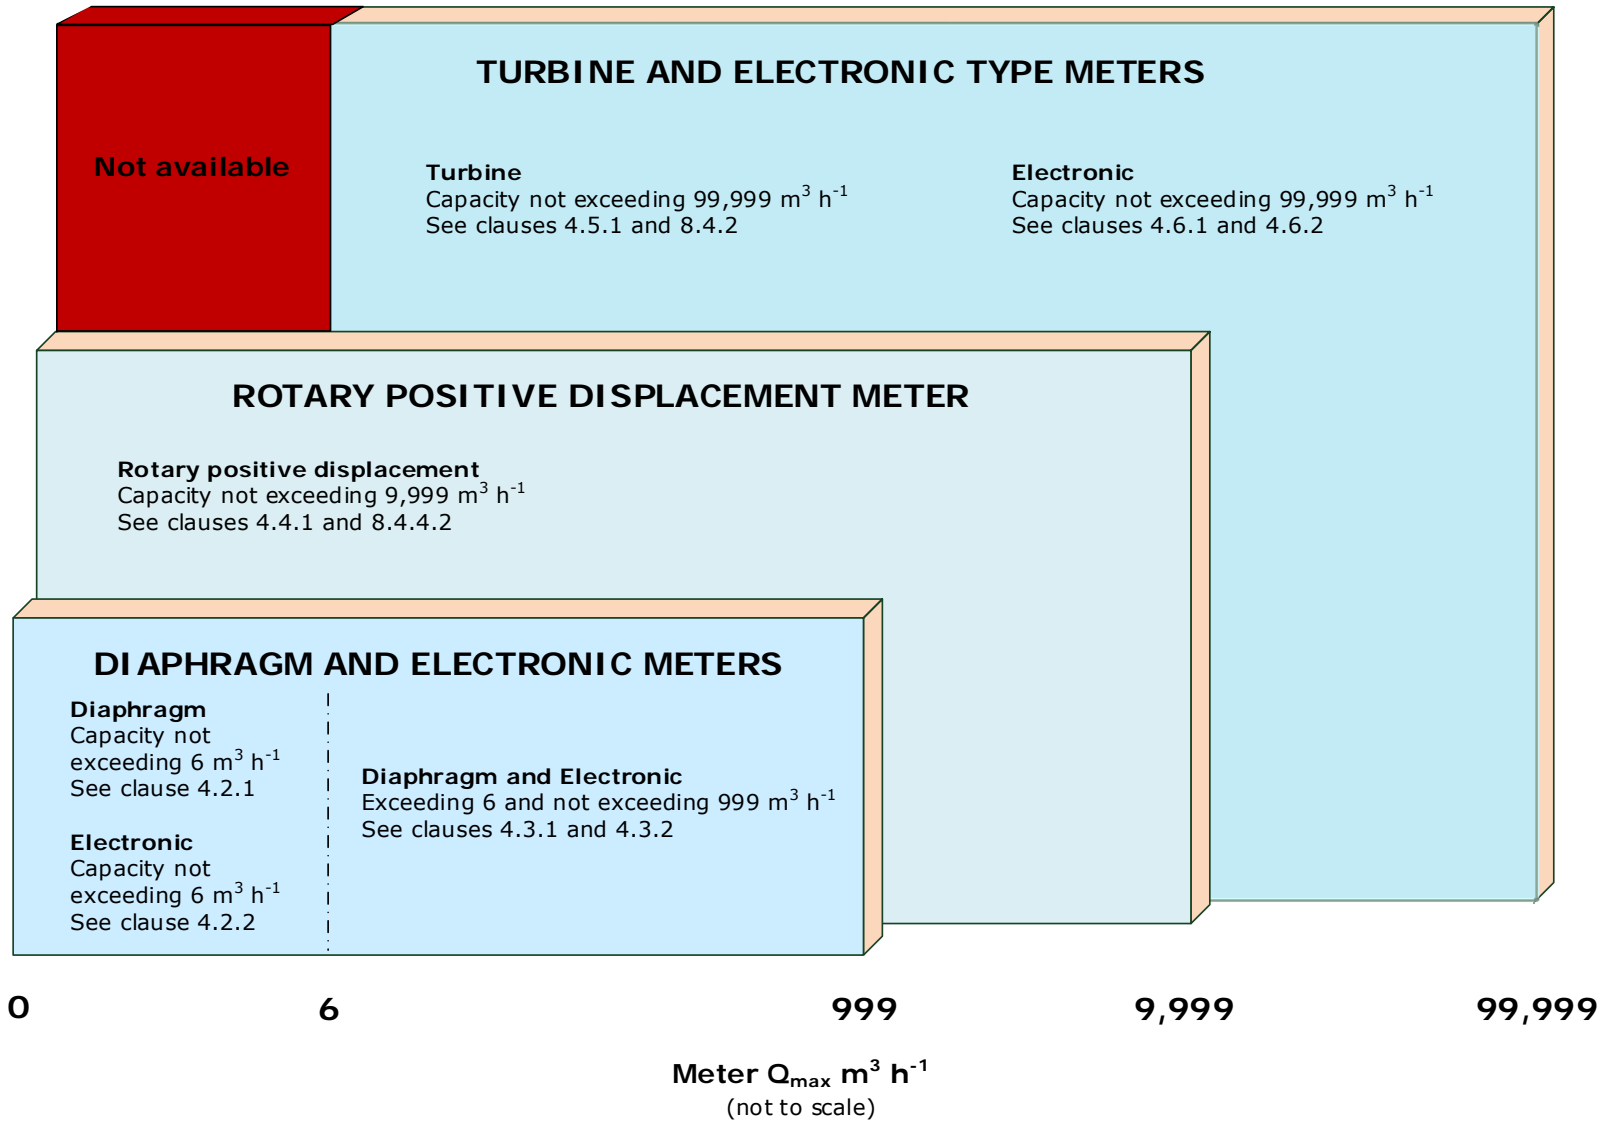 TURBINE AND ELECTRONIC TYPE METERS
Not available
Turbine
Capacity not exceeding 99,999 m³ h⁻¹
See clauses 4.5.1 and 8.4.2
Electronic
Capacity not exceeding 99,999 m³ h⁻¹
See clauses 4.6.1 and 4.6.2
ROTARY POSITIVE DISPLACEMENT METER
Rotary positive displacement
Capacity not exceeding 9,999 m³ h⁻¹
See clauses 4.4.1 and 8.4.4.2
DIAPHRAGM AND ELECTRONIC METERS
Diaphragm
Capacity not
exceeding 6 m³ h⁻¹
See clause 4.2.1
Electronic
Capacity not
exceeding 6 m³ h⁻¹
See clause 4.2.2
Diaphragm and Electronic
Exceeding 6 and not exceeding 999 m³ h⁻¹
See clauses 4.3.1 and 4.3.2
0 6 999 9,999 99,999
Meter Qmax m³ h⁻¹
(not to scale)